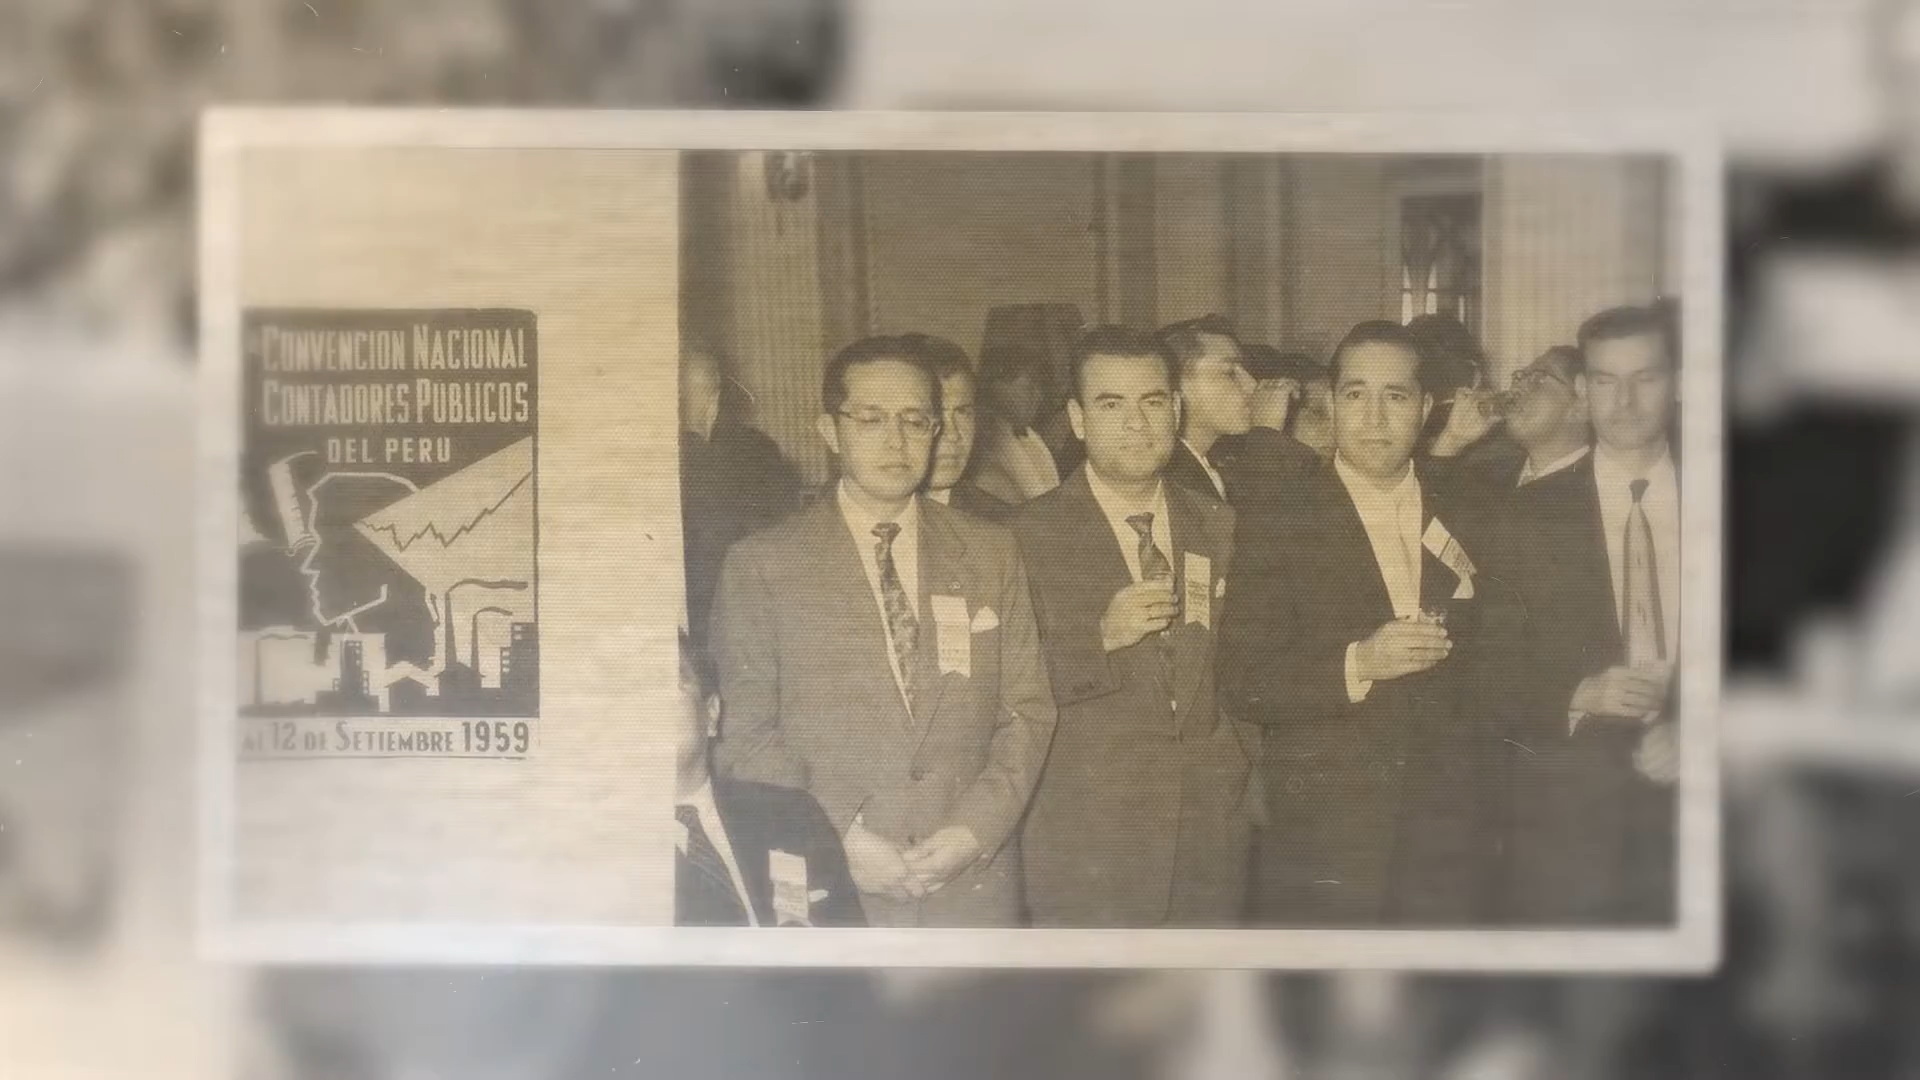 CONVENCION NACIONAL
CONTADORES PUBLICOS
DEL PERU
AL 12 DE SETIEMBRE 1959